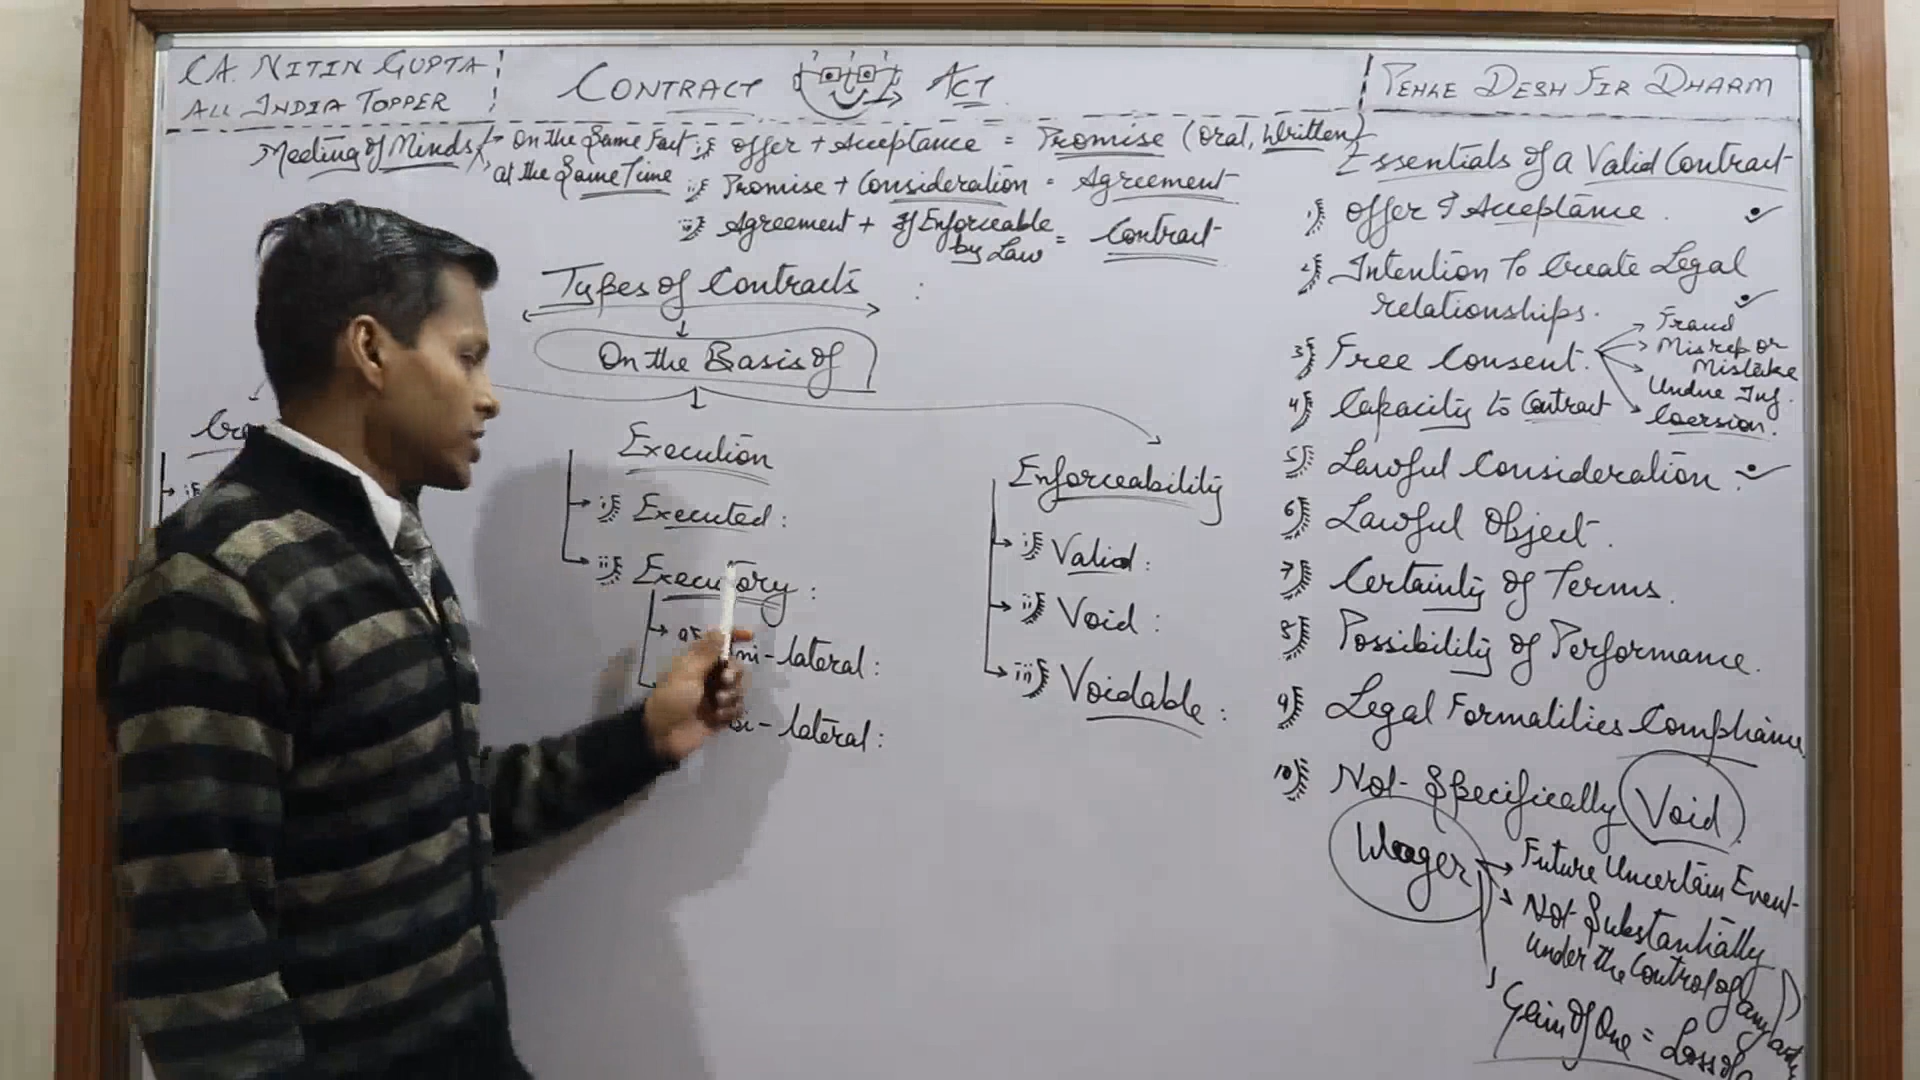 CA. NITIN GUPTA
ALL INDIA TOPPER
CONTRACT ACT
PEHLE DESH FIR DHARM
Meeting of Minds → On the Same Fact
at the Same Time
i) Offer + Acceptance = Promise (Oral, Written)
ii) Promise + Consideration = Agreement
iii) Agreement + If Enforceable by Law = Contract
Types of Contracts :
On the Basis of
i)
Execution
i) Executed :
ii) Executory :
a)
ni-lateral :
bi-lateral :
Enforceability
i) Valid :
ii) Void :
iii) Voidable :
Essentials of a Valid Contract
1) Offer & Acceptance .
2) Intention To Create Legal
relationships.
3) Free Consent. → Fraud
→ Misrep or
Mistake
→ Undue Inf.
→ Coersion.
4) Capacity to Contract
5) Lawful Consideration
6) Lawful Object.
7) Certainty of Terms.
8) Possibility of Performance.
9) Legal Formalities Compliance
10) Not Specifically Void
Wager → Future Uncertain Event
→ Not Substantially
under the Control of any
Gain of One = Loss of